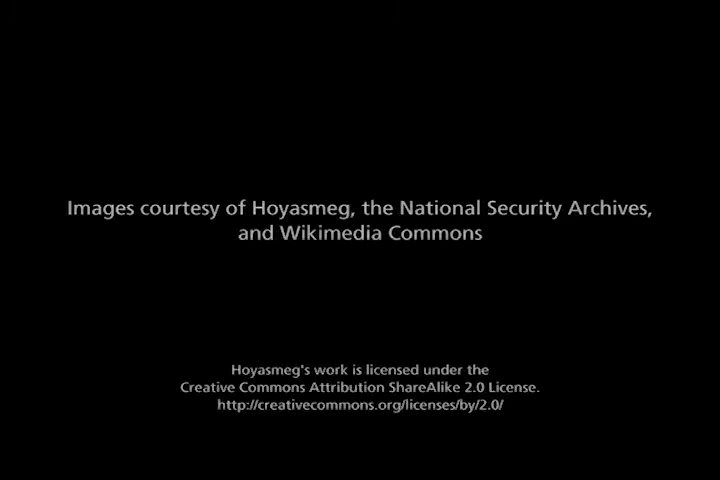 Images courtesy of Hoyasmeg, the National Security Archives,
and Wikimedia Commons
Hoyasmeg's work is licensed under the
Creative Commons Attribution ShareAlike 2.0 License.
http://creativecommons.org/licenses/by/2.0/